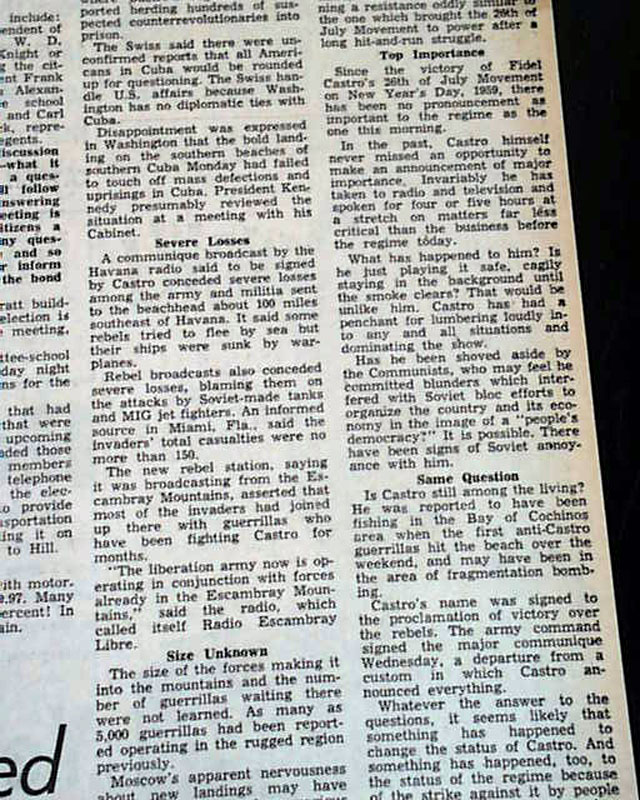 include:
endent of
W. D.
Knight or
the cit-
ent Frank
Alexan-
school
and Carl
ck, repre-
egents.
iscussion
—what it
a ques-
ll follow
nswering
eeting is
itizens a
ny ques-
and so
r inform
the bond
ratt build-
election is
meeting,
ttee-school
day night
ns for the
that had
that were
upcoming
aded those
members
telephone
the elec-
o provide
sportation
ing it on
to Hill.
ith motor.
9.97. Many
percent! In
ain.
ed
ported herding hundreds of sus-
pected counterrevolutionaries into
prison.
The Swiss said there were un-
confirmed reports that all Ameri-
cans in Cuba would be rounded
up for questioning. The Swiss han-
dle U.S. affairs because Wash-
ington has no diplomatic ties with
Cuba.
Disappointment was expressed
in Washington that the bold land-
ing on the southern beaches of
southern Cuba Monday had failed
to touch off mass defections and
uprisings in Cuba. President Ken-
nedy presumably reviewed the
situation at a meeting with his
Cabinet.
Severe Losses
A communique broadcast by the
Havana radio said to be signed
by Castro conceded severe losses
among the army and militia sent
to the beachhead about 100 miles
southeast of Havana. It said some
rebels tried to flee by sea but
their ships were sunk by war-
planes.
Rebel broadcasts also conceded
severe losses, blaming them on
the attacks by Soviet-made tanks
and MIG jet fighters. An informed
source in Miami, Fla., said the
invaders' total casualties were no
more than 150.
The new rebel station, saying
it was broadcasting from the Es-
cambray Mountains, asserted that
most of the invaders had joined
up there with guerrillas who
have been fighting Castro for
months.
"The liberation army now is op-
erating in conjunction with forces
already in the Escambray Moun-
tains," said the radio, which
called itself Radio Escambray
Libre.
Size Unknown
The size of the forces making it
into the mountains and the num-
ber of guerrillas waiting there
were not learned. As many as
5,000 guerrillas had been report-
ed operating in the rugged region
previously.
Moscow's apparent nervousness
about new landings may have
ning a resistance oddly similar to
the one which brought the 26th of
July Movement to power after a
long hit-and-run struggle.
Top Importance
Since the victory of Fidel
Castro's 26th of July Movement
on New Year's Day, 1959, there
has been no pronouncement as
important to the regime as the
one this morning.
In the past, Castro himself
never missed an opportunity to
make an announcement of major
importance. Invariably he has
taken to radio and television and
spoken for four or five hours at
a stretch on matters far less
critical than the business before
the regime today.
What has happened to him? Is
he just playing it safe, cagily
staying in the background until
the smoke clears? That would be
unlike him. Castro has had a
penchant for lumbering loudly in-
to any and all situations and
dominating the show.
Has he been shoved aside by
the Communists, who may feel he
committed blunders which inter-
fered with Soviet bloc efforts to
organize the country and its eco-
nomy in the image of a "people's
democracy?" It is possible. There
have been signs of Soviet annoy-
ance with him.
Same Question
Is Castro still among the living?
He was reported to have been
fishing in the Bay of Cochinos
area when the first anti-Castro
guerrillas hit the beach over the
weekend, and may have been in
the area of fragmentation bomb-
ing.
Castro's name was signed to
the proclamation of victory over
the rebels. The army command
signed the major communique
Wednesday, a departure from a
custom in which Castro an-
nounced everything.
Whatever the answer to the
questions, it seems likely that
something has happened to
change the status of Castro. And
something has happened, too, to
the status of the regime because
of the strike against it by people